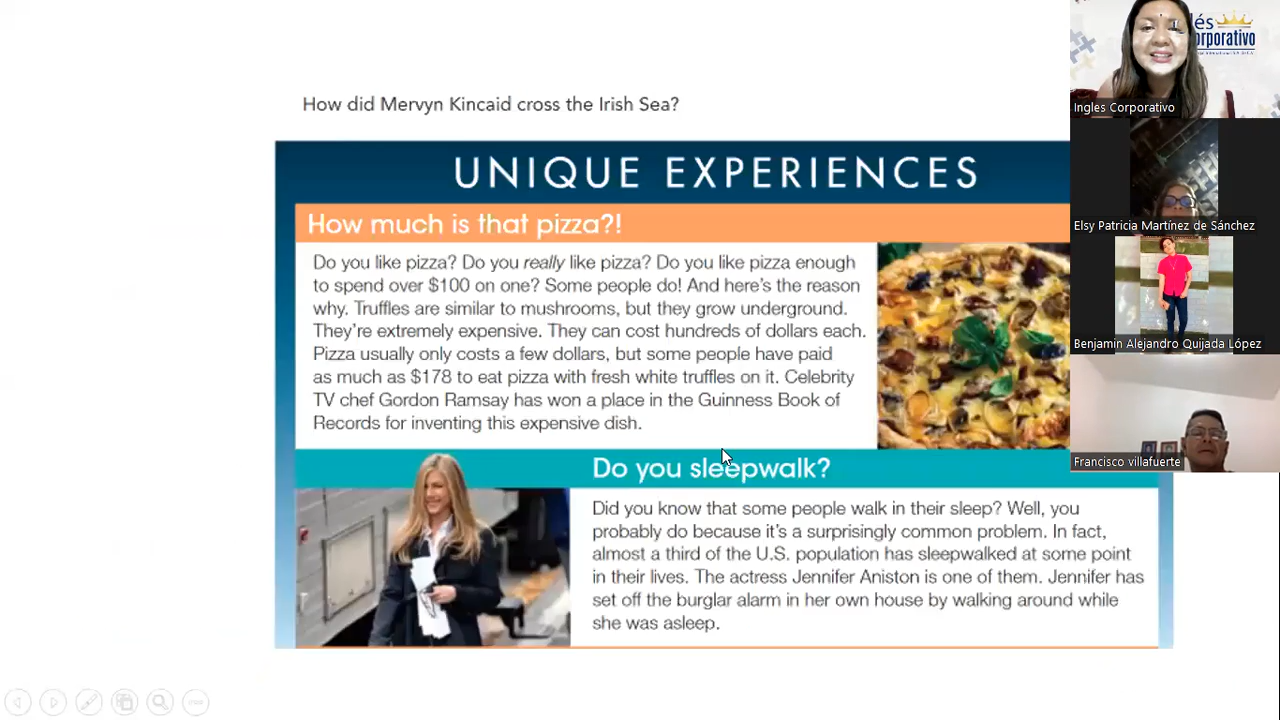 How did Mervyn Kincaid cross the Irish Sea?
UNIQUE EXPERIENCES
How much is that pizza?!
Do you like pizza? Do you really like pizza? Do you like pizza enough
to spend over $100 on one? Some people do! And here's the reason
why. Truffles are similar to mushrooms, but they grow underground.
They're extremely expensive. They can cost hundreds of dollars each.
Pizza usually only costs a few dollars, but some people have paid
as much as $178 to eat pizza with fresh white truffles on it. Celebrity
TV chef Gordon Ramsay has won a place in the Guinness Book of
Records for inventing this expensive dish.
Do you sleepwalk?
Did you know that some people walk in their sleep? Well, you
probably do because it's a surprisingly common problem. In fact,
almost a third of the U.S. population has sleepwalked at some point
in their lives. The actress Jennifer Aniston is one of them. Jennifer has
set off the burglar alarm in her own house by walking around while
she was asleep.
lés
orporativo
Ingles Corporativo
Elsy Patricia Martínez de Sánchez
Benjamin Alejandro Quijada López
Francisco villafuerte